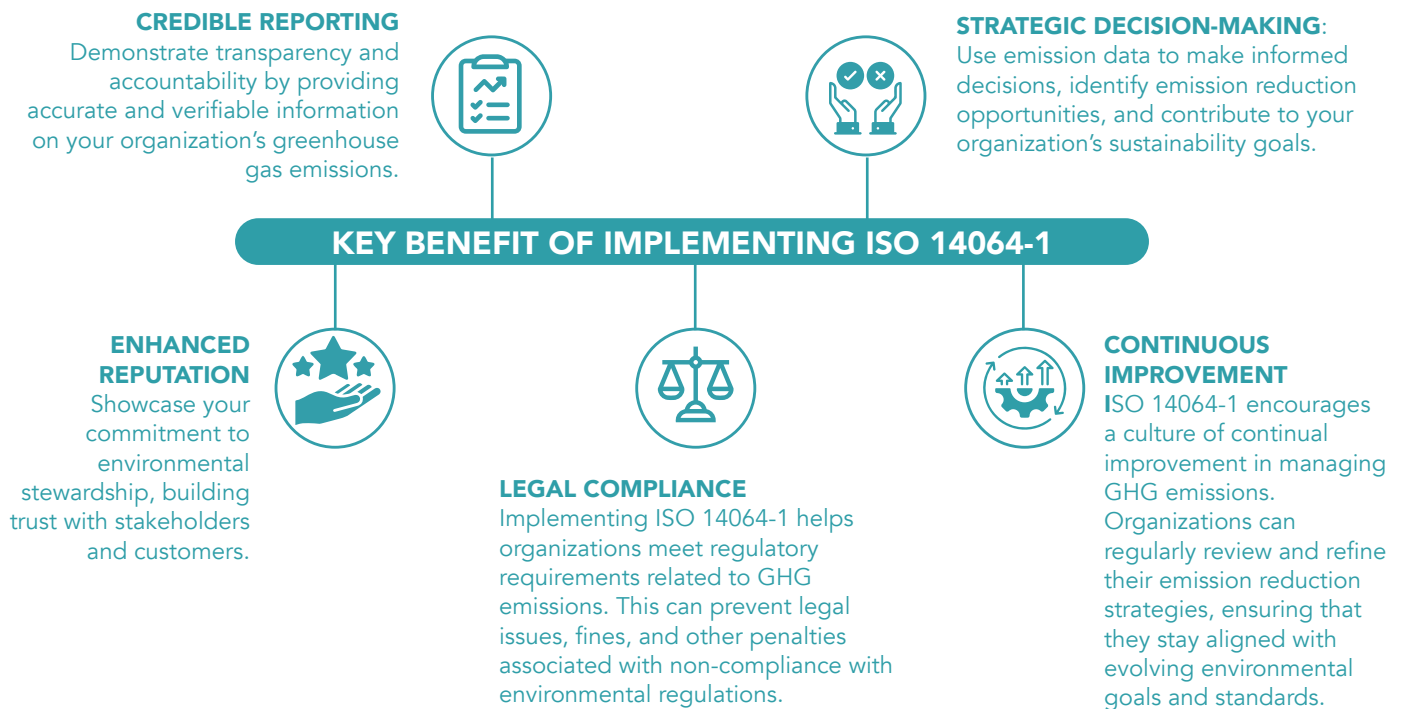 CREDIBLE REPORTING
Demonstrate transparency and
accountability by providing
accurate and verifiable information
on your organization’s greenhouse
gas emissions.
STRATEGIC DECISION-MAKING:
Use emission data to make informed
decisions, identify emission reduction
opportunities, and contribute to your
organization’s sustainability goals.
KEY BENEFIT OF IMPLEMENTING ISO 14064-1
ENHANCED
REPUTATION
Showcase your
commitment to
environmental
stewardship, building
trust with stakeholders
and customers.
LEGAL COMPLIANCE
Implementing ISO 14064-1 helps
organizations meet regulatory
requirements related to GHG
emissions. This can prevent legal
issues, fines, and other penalties
associated with non-compliance with
environmental regulations.
CONTINUOUS
IMPROVEMENT
ISO 14064-1 encourages
a culture of continual
improvement in managing
GHG emissions.
Organizations can
regularly review and refine
their emission reduction
strategies, ensuring that
they stay aligned with
evolving environmental
goals and standards.